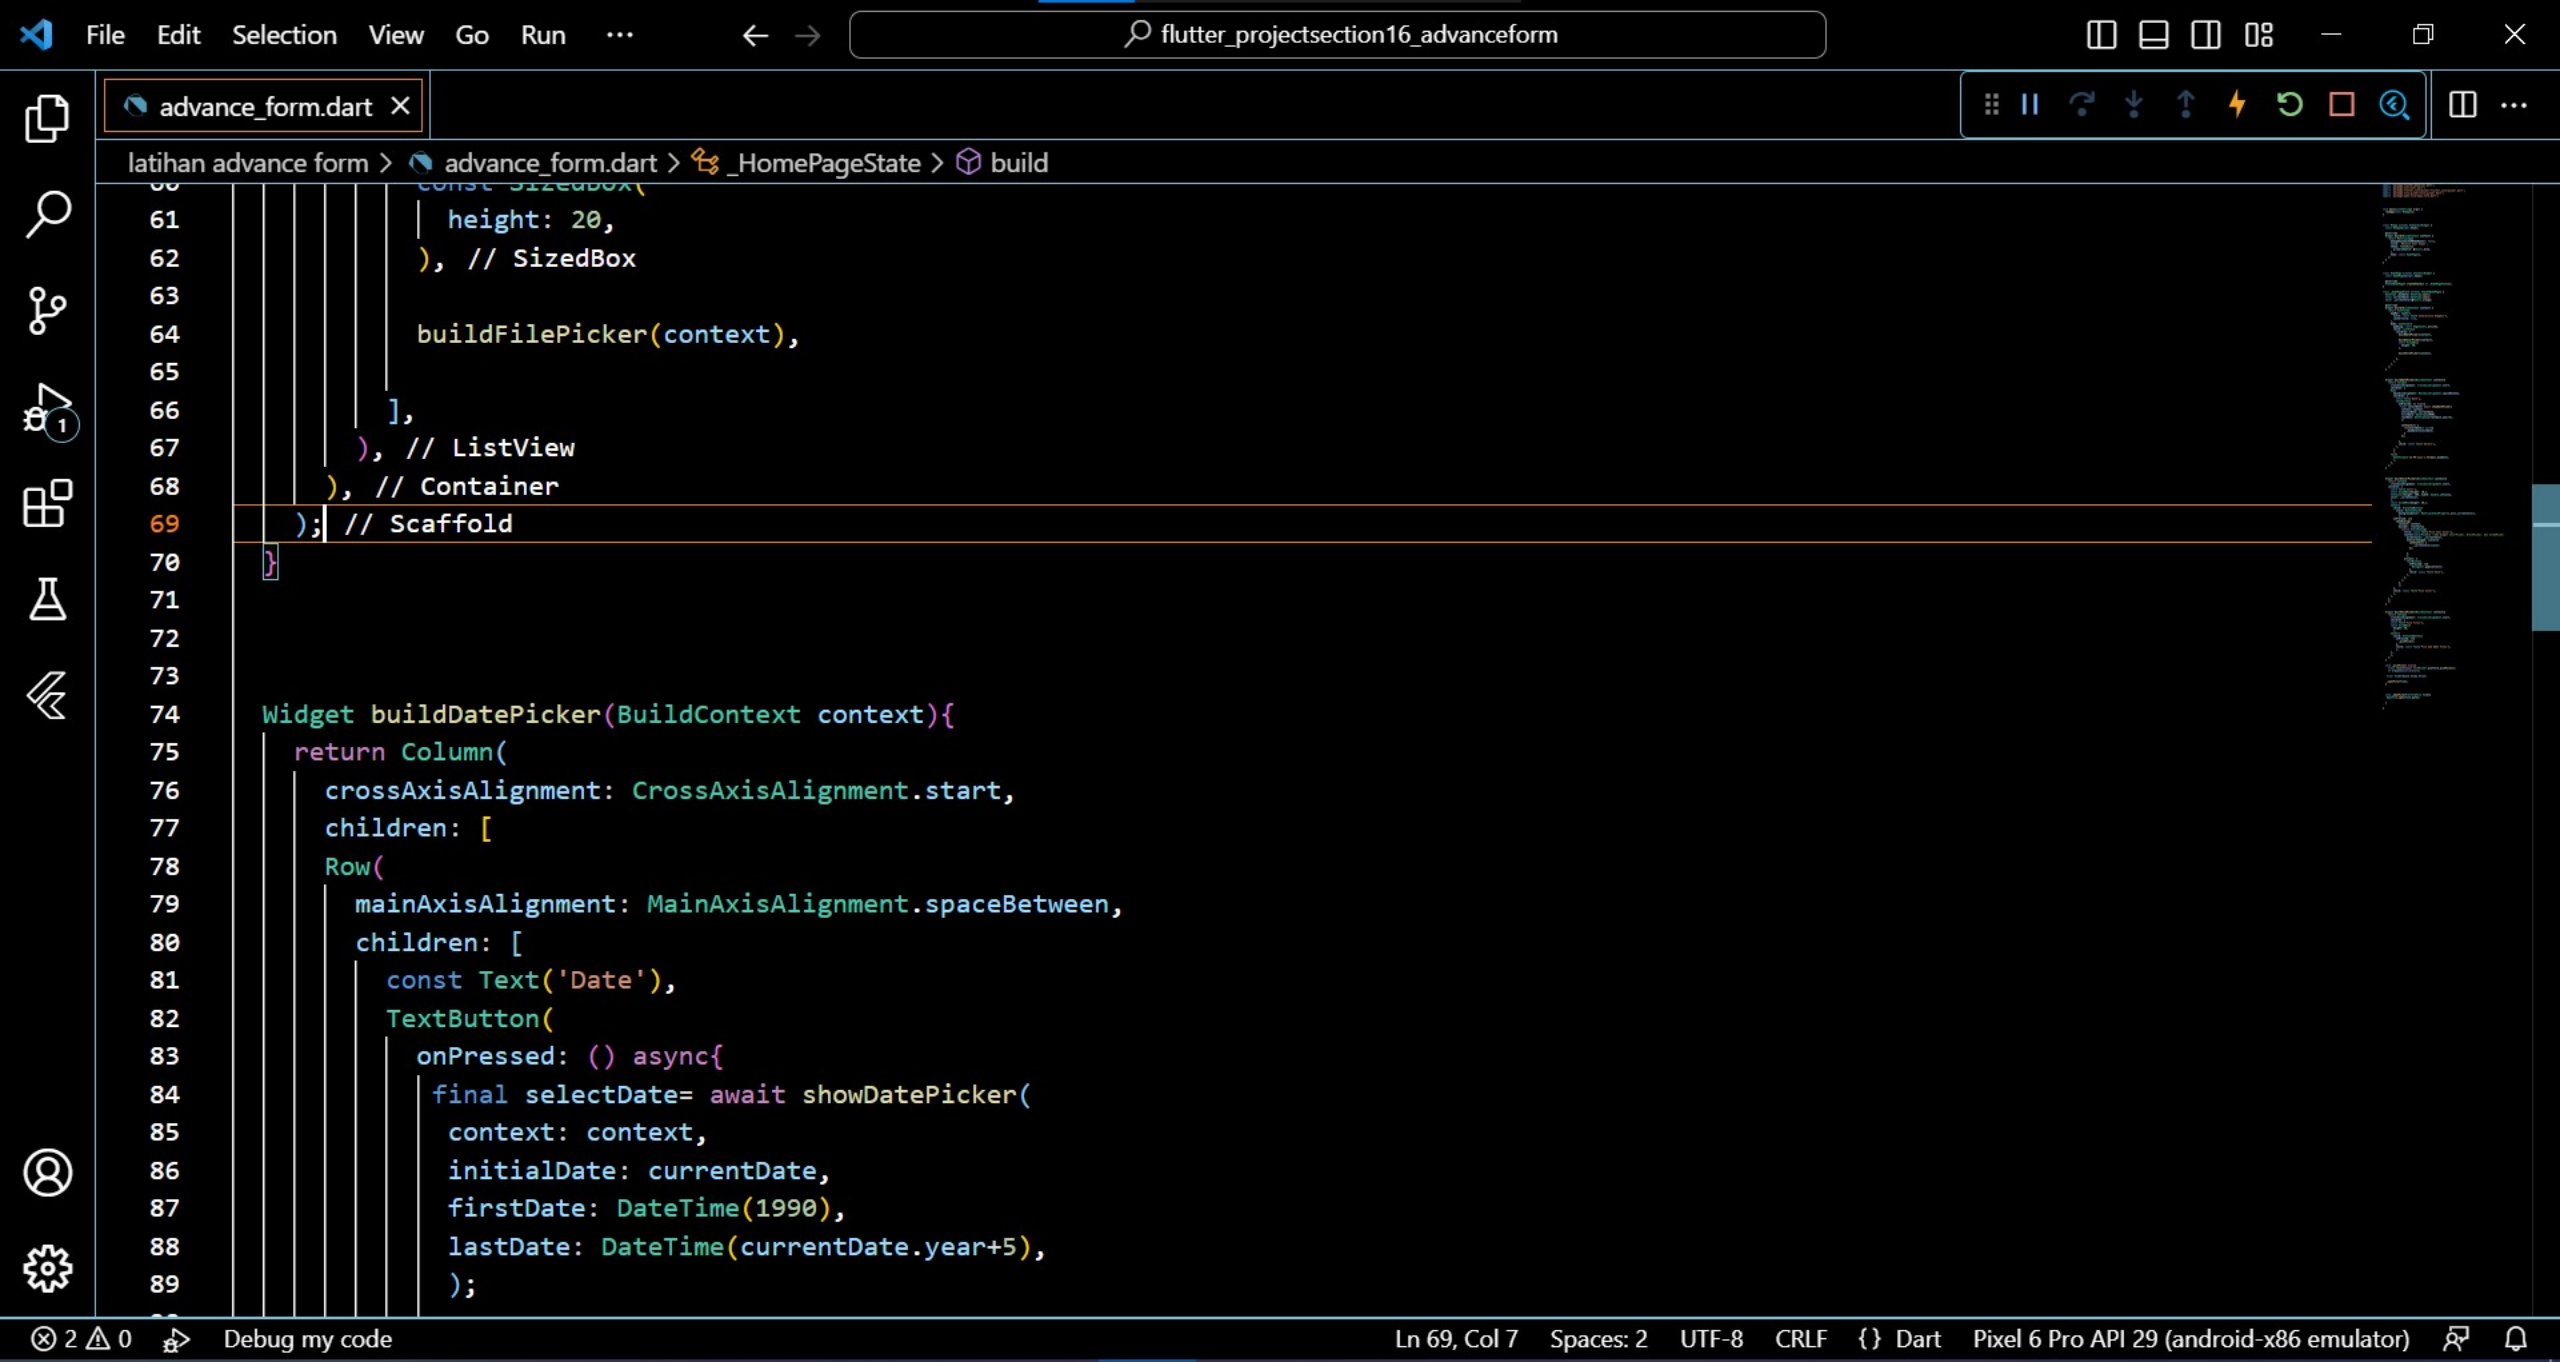 File Edit Selection View Go Run ··· flutter_projectsection16_advanceform
advance_form.dart
latihan advance form > advance_form.dart > _HomePageState > build
60 const SizedBox(
61 height: 20,
62 ), // SizedBox
63
64 buildFilePicker(context),
65
66 ],
67 ), // ListView
68 ), // Container
69 ); // Scaffold
70 }
71
72
73
74 Widget buildDatePicker(BuildContext context){
75 return Column(
76 crossAxisAlignment: CrossAxisAlignment.start,
77 children: [
78 Row(
79 mainAxisAlignment: MainAxisAlignment.spaceBetween,
80 children: [
81 const Text('Date'),
82 TextButton(
83 onPressed: () async{
84 final selectDate= await showDatePicker(
85 context: context,
86 initialDate: currentDate,
87 firstDate: DateTime(1990),
88 lastDate: DateTime(currentDate.year+5),
89 );
1
2 0 Debug my code Ln 69, Col 7 Spaces: 2 UTF-8 CRLF {} Dart Pixel 6 Pro API 29 (android-x86 emulator)